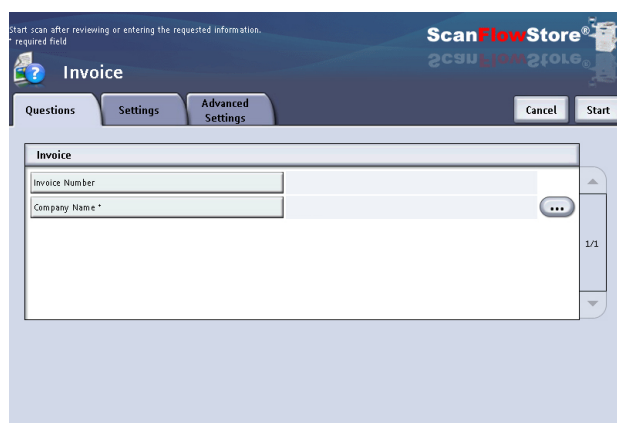 Start scan after reviewing or entering the requested information.
* required field
ScanFlowStore®
Invoice
Questions
Settings
Advanced
Settings
Cancel
Start
Invoice
Invoice Number
Company Name *
...
1/1